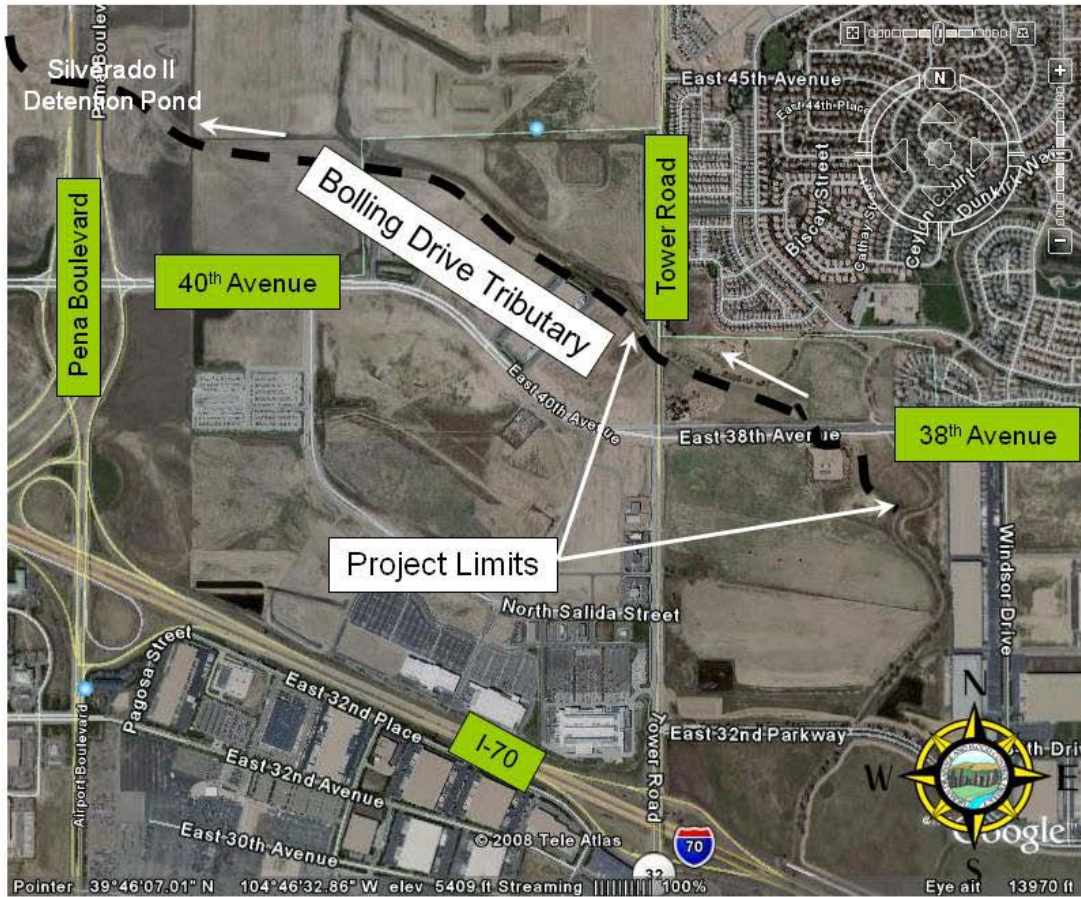 Silverado II
Detention Pond
East 45th Avenue
N
East 44th Place
Biscay Street
Cathay St
Ceylon Court
Dunkirk Wa
Bolling Drive Tributary
Tower Road
Pena Boulevard
40th Avenue
East 40th Avenue
East 38th Avenue
38th Avenue
Project Limits
North Salida Street
Windsor Drive
Pagosa Street
East 32nd Place
I-70
Tower Road
East 32nd Parkway
Airport Boulevard
East 32nd Avenue
East 30th Avenue
N
W
E
S
© 2008 Tele Atlas
70
32
Google
Pointer 39°46'07.01" N 104°46'32.86" W elev 5409 ft Streaming 100% Eye alt 13970 ft